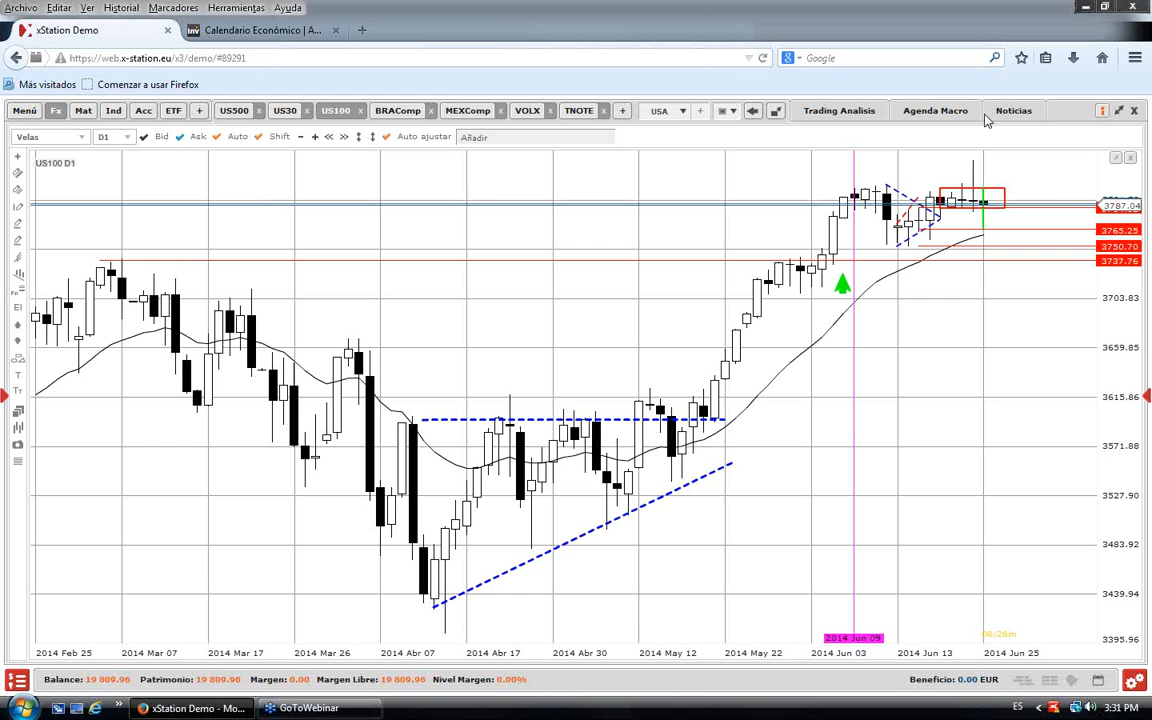 Archivo Editar Ver Historial Marcadores Herramientas Ayuda
xStation Demo × Calendario Económico | A... × +
https://web.x-station.eu/x3/demo/#89291 Google
Más visitados Comenzar a usar Firefox
Menú Fx Mat Ind Acc ETF + US500 x US30 x US100 x BRAComp x MEXComp x VOLX x TNOTE x + USA Trading Analisis Agenda Macro Noticias
Velas D1 Bid Ask Auto Shift Auto ajustar Añadir
US100 D1
3787.04
3765.25
3750.70
3737.76
3703.83
3659.85
3615.86
3571.88
3527.90
3483.92
3439.94
3395.96
2014 Jun 09
2014 Feb 25 2014 Mar 07 2014 Mar 17 2014 Mar 26 2014 Abr 07 2014 Abr 17 2014 Abr 30 2014 May 12 2014 May 22 2014 Jun 03 2014 Jun 13 2014 Jun 25
Balance: 19 809.96 Patrimonio: 19 809.96 Margen: 0.00 Margen Libre: 19 809.96 Nivel Margen: 0.00% Beneficio: 0.00 EUR
xStation Demo - Mo... GoToWebinar ES 3:31 PM